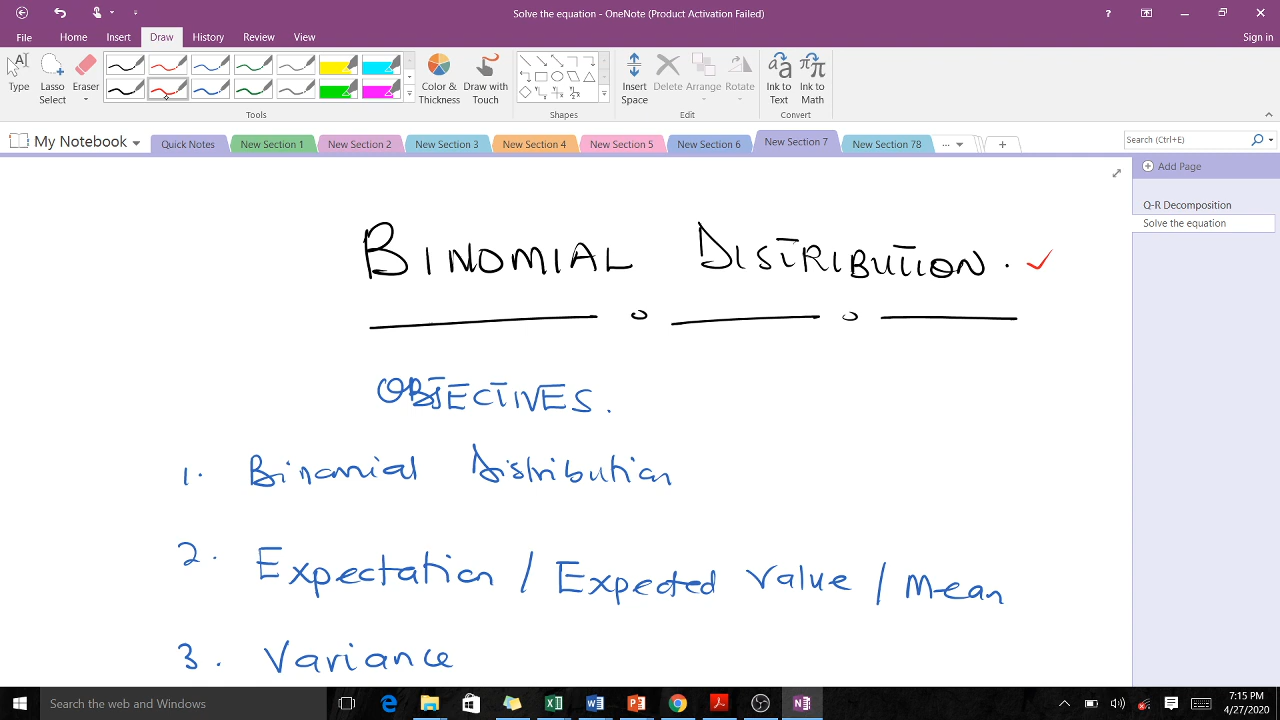 Solve the equation - OneNote (Product Activation Failed)
File Home Insert Draw History Review View Sign in
Type Lasso Select Eraser Color & Thickness Draw with Touch Insert Space Delete Arrange Rotate Ink to Text Ink to Math
Tools Shapes Edit Convert
My Notebook Quick Notes New Section 1 New Section 2 New Section 3 New Section 4 New Section 5 New Section 6 New Section 7 New Section 78 ... + Search (Ctrl+E)
Add Page
Q-R Decomposition
Solve the equation
BINOMIAL DISTRIBUTION.
OBJECTIVES.
1. Binomial Distribution
2. Expectation / Expected Value / Mean
3. Variance
Search the web and Windows
7:15 PM
4/27/2020